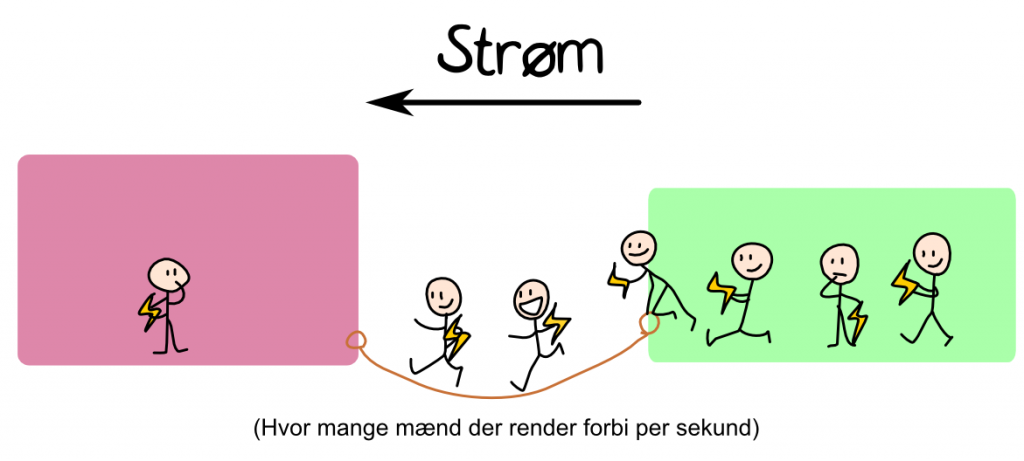 Strøm
(Hvor mange mænd der render forbi per sekund)